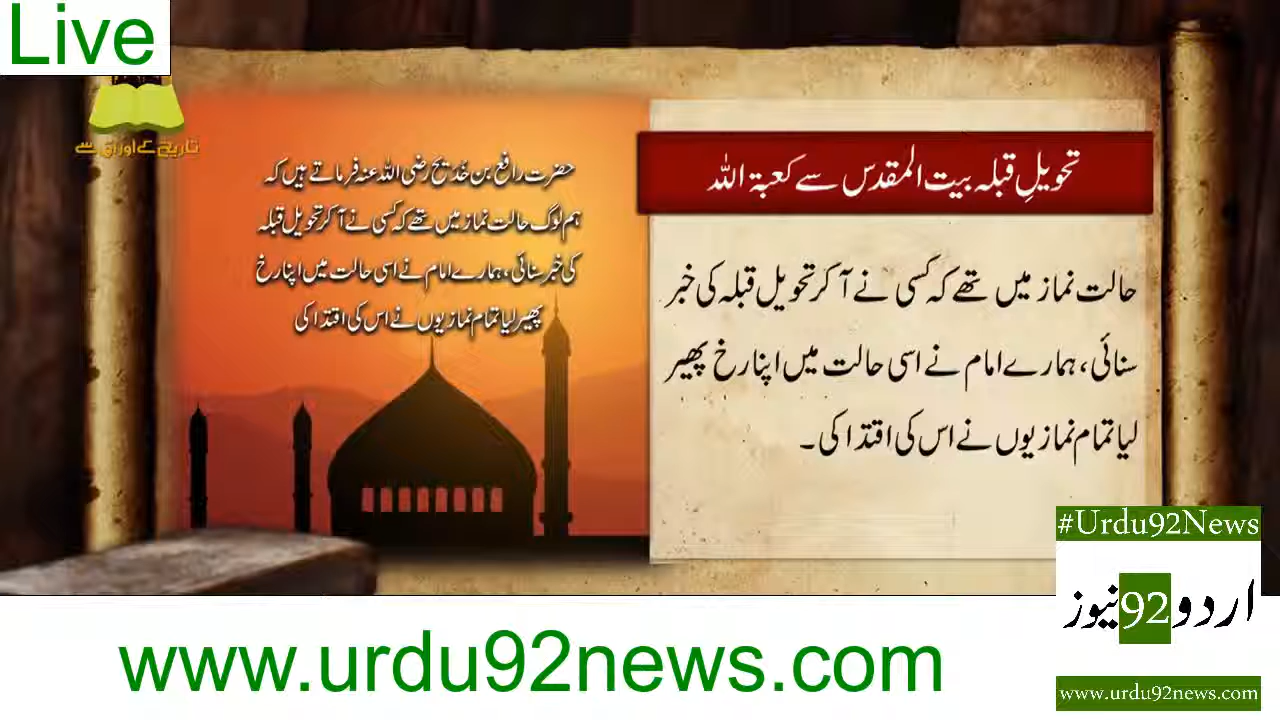 Live
تاریخ کے اوراق سے
حضرت رافع بن خُدیج رضی اللہ عنہ فرماتے ہیں کہ
ہم لوگ حالت نماز میں تھے کہ کسی نے آ کر تحویل قبلہ
کی خبر سنائی، ہمارے امام نے اسی حالت میں اپنا رخ
پھیر لیا تمام نمازیوں نے اس کی اقتدا کی
تحویلِ قبلہ بیت المقدس سے کعبۃ اللہ
حالت نماز میں تھے کہ کسی نے آ کر تحویل قبلہ کی خبر
سنائی، ہمارے امام نے اسی حالت میں اپنا رخ پھیر
لیا تمام نمازیوں نے اس کی اقتدا کی۔
#Urdu92News
اردو92نیوز
www.urdu92news.com
www.urdu92news.com